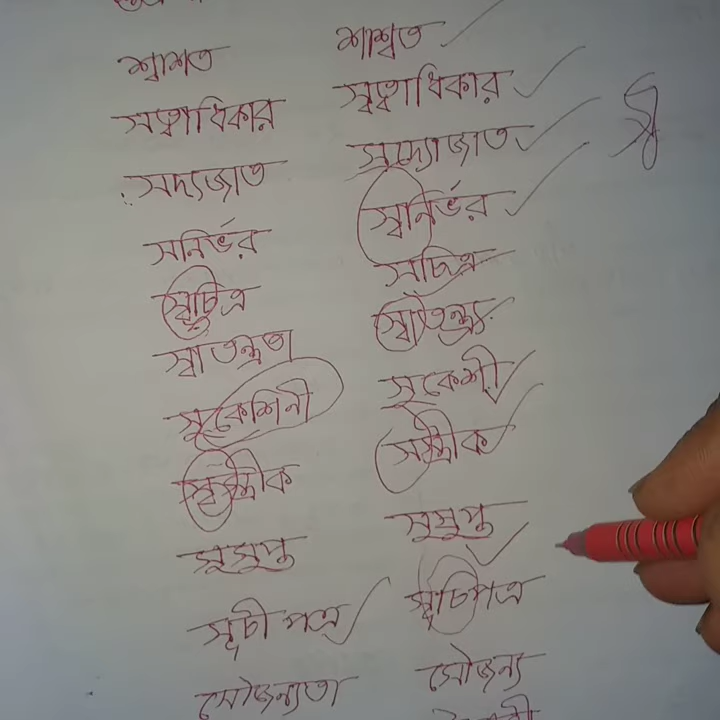 শ্বাশত শাশ্বত
সত্বাধিকার স্বত্বাধিকার
সদ্যজাত সদ্যোজাত
সনির্ভর স্বনির্ভর
স্বচিত্র সচিত্র
স্বাতন্ত্রতা স্বাতন্ত্র্য
সুকেশিনী সুকেশী
স্বস্ত্রীক সস্ত্রীক
সুসুপ্ত সুষুপ্ত
সূচী পত্র সূচিপত্র
সৌজন্যতা সৌজন্য